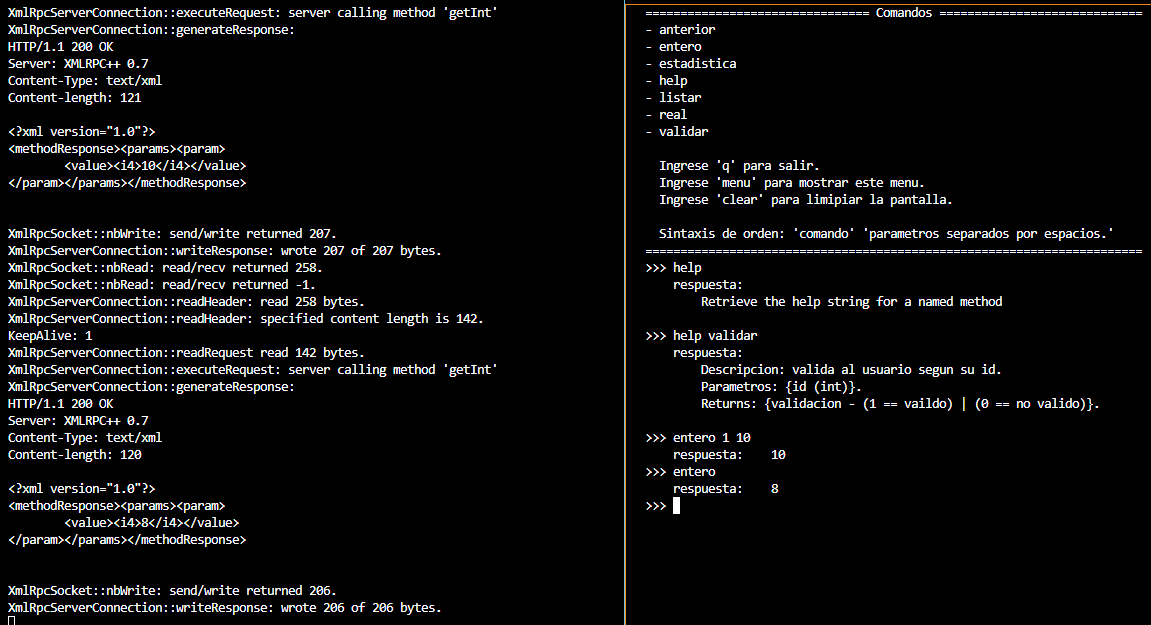 XmlRpcServerConnection::executeRequest: server calling method 'getInt'
XmlRpcServerConnection::generateResponse:
HTTP/1.1 200 OK
Server: XMLRPC++ 0.7
Content-Type: text/xml
Content-length: 121
<?xml version="1.0"?>
<methodResponse><params><param>
<value><i4>10</i4></value>
</param></params></methodResponse>
XmlRpcSocket::nbWrite: send/write returned 207.
XmlRpcServerConnection::writeResponse: wrote 207 of 207 bytes.
XmlRpcSocket::nbRead: read/recv returned 258.
XmlRpcSocket::nbRead: read/recv returned -1.
XmlRpcServerConnection::readHeader: read 258 bytes.
XmlRpcServerConnection::readHeader: specified content length is 142.
KeepAlive: 1
XmlRpcServerConnection::readRequest read 142 bytes.
XmlRpcServerConnection::executeRequest: server calling method 'getInt'
XmlRpcServerConnection::generateResponse:
HTTP/1.1 200 OK
Server: XMLRPC++ 0.7
Content-Type: text/xml
Content-length: 120
<?xml version="1.0"?>
<methodResponse><params><param>
<value><i4>8</i4></value>
</param></params></methodResponse>
XmlRpcSocket::nbWrite: send/write returned 206.
XmlRpcServerConnection::writeResponse: wrote 206 of 206 bytes.
================================ Comandos =============================
- anterior
- entero
- estadistica
- help
- listar
- real
- validar
Ingrese 'q' para salir.
Ingrese 'menu' para mostrar este menu.
Ingrese 'clear' para limipiar la pantalla.
Sintaxis de orden: 'comando' 'parametros separados por espacios.'
=======================================================================
>>> help
respuesta:
Retrieve the help string for a named method
>>> help validar
respuesta:
Descripcion: valida al usuario segun su id.
Parametros: {id (int)}.
Returns: {validacion - (1 == vaildo) | (0 == no valido)}.
>>> entero 1 10
respuesta: 10
>>> entero
respuesta: 8
>>>